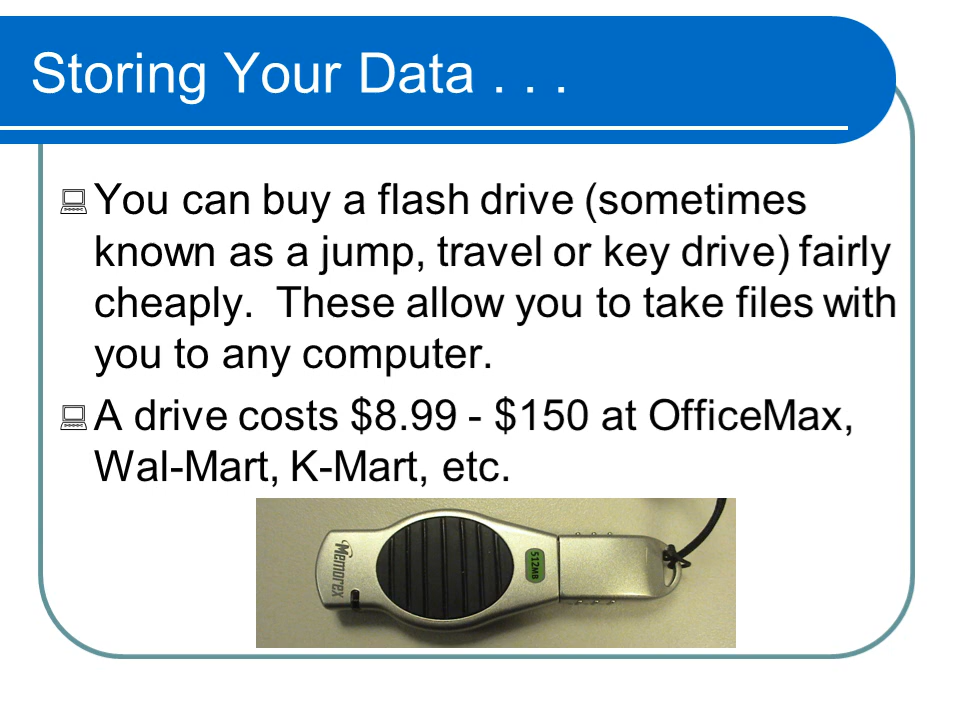 Storing Your Data . . .
You can buy a flash drive (sometimes
known as a jump, travel or key drive) fairly
cheaply.  These allow you to take files with
you to any computer.
A drive costs $8.99 - $150 at OfficeMax,
Wal-Mart, K-Mart, etc.
Memorex
512MB